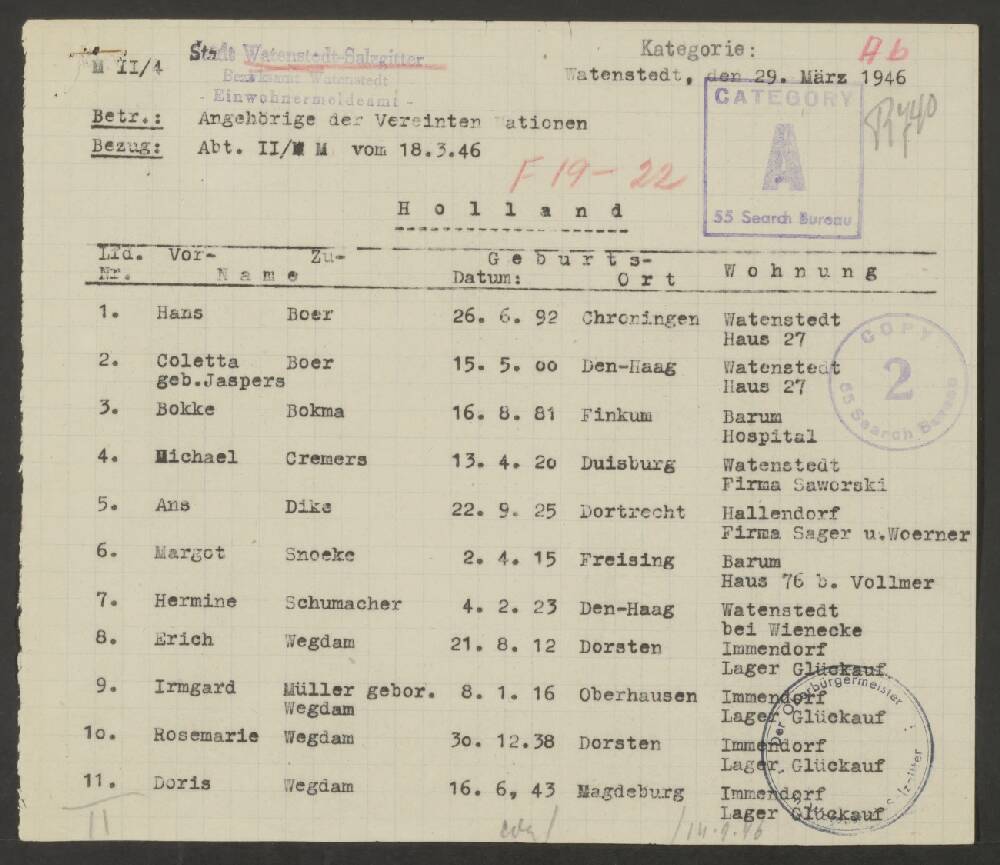 Kategorie: Ab
M II/4 Stadt Watenstedt-Salzgitter
Bezirksamt Watenstedt
- Einwohnermeldeamt -
Watenstedt, den 29. März 1946
CATEGORY
A
55 Search Bureau
Betr.: Angehörige der Vereinten ationen
Bezug: Abt. II/ M vom 18.3.46
F 19-22
Holland
Lfd. Vor- Zu- Geburts-
Nr. Name Datum: Ort Wohnung
1. Hans Boer 26. 6. 92 Chroningen Watenstedt
Haus 27
2. Coletta Boer 15. 5. oo Den-Haag Watenstedt
geb.Jaspers Haus 27
COPY
2
55 Search Bureau
3. Bokke Bokma 16. 8. 81 Finkum Barum
Hospital
4. Michael Cremers 13. 4. 2o Duisburg Watenstedt
Firma Saworski
5. Ans Diks 22. 9. 25 Dortrecht Hallendorf
Firma Sager u.Woerner
6. Margot Snoeke 2. 4. 15 Freising Barum
Haus 76 b. Vollmer
7. Hermine Schumacher 4. 2. 23 Den-Haag Watenstedt
bei Wienecke
8. Erich Wegdam 21. 8. 12 Dorsten Immendorf
Lager Glückauf
9. Irmgard Müller gebor. 8. 1. 16 Oberhausen Immendorf
Wegdam Lager Glückauf
1o. Rosemarie Wegdam 3o. 12.38 Dorsten Immendorf
Lager Glückauf
11. Doris Wegdam 16. 6, 43 Magdeburg Immendorf
Lager Glückauf
Der Oberbürgermeister
11